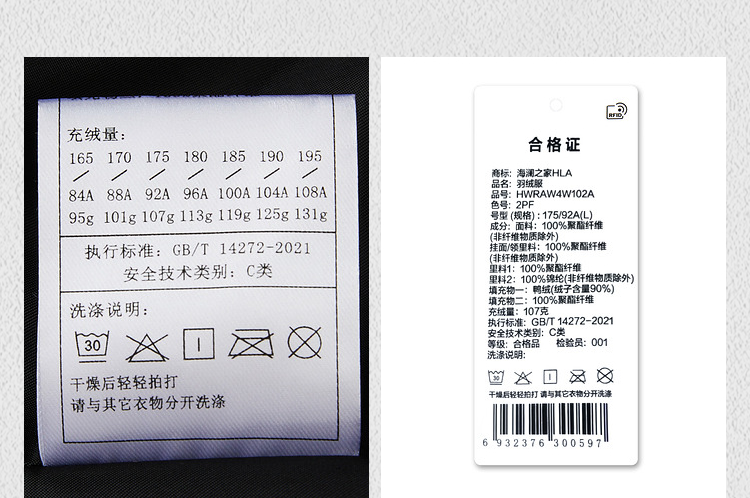 充绒量:
165 170 175 180 185 190 195
84A 88A 92A 96A 100A 104A 108A
95g 101g 107g 113g 119g 125g 131g
执行标准: GB/T 14272-2021
安全技术类别: C类
洗涤说明:
30
干燥后轻轻拍打
请与其它衣物分开洗涤
RFID
合格证
商标: 海澜之家HLA
品名: 羽绒服
品号: HWRAW4W102A
色号: 2PF
号型 (规格) : 175/92A(L)
成分: 面料: 100%聚酯纤维
(非纤维物质除外)
挂面/领里料: 100%聚酯纤维
(非纤维物质除外)
里料1: 100%聚酯纤维
里料2: 100%锦纶(非纤维物质除外)
填充物一: 鸭绒(绒子含量90%)
填充物二: 100%聚酯纤维
充绒量: 107克
执行标准: GB/T 14272-2021
安全技术类别: C类
等级: 合格品 检验员: 001
洗涤说明:
30
干燥后轻轻拍打 请与其它衣物分开洗涤
6 932376 300597